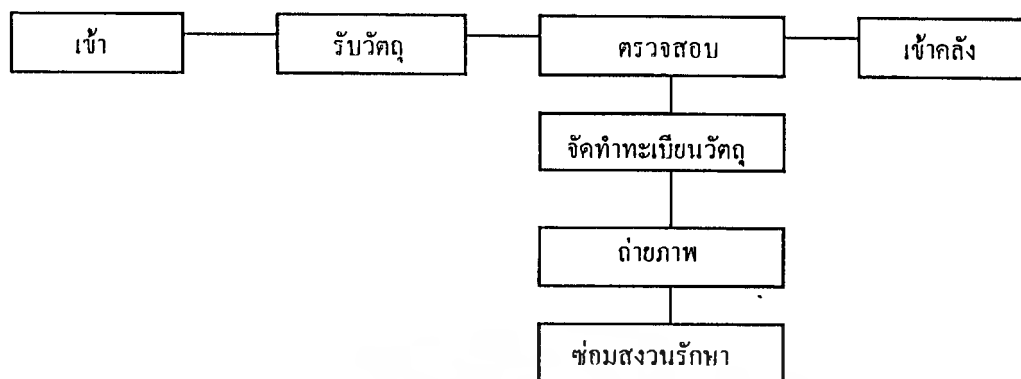 เข้า
รับวัตถุ
ตรวจสอบ
เข้าคลัง
จัดทำทะเบียนวัตถุ
ถ่ายภาพ
ซ่อมสงวนรักษา